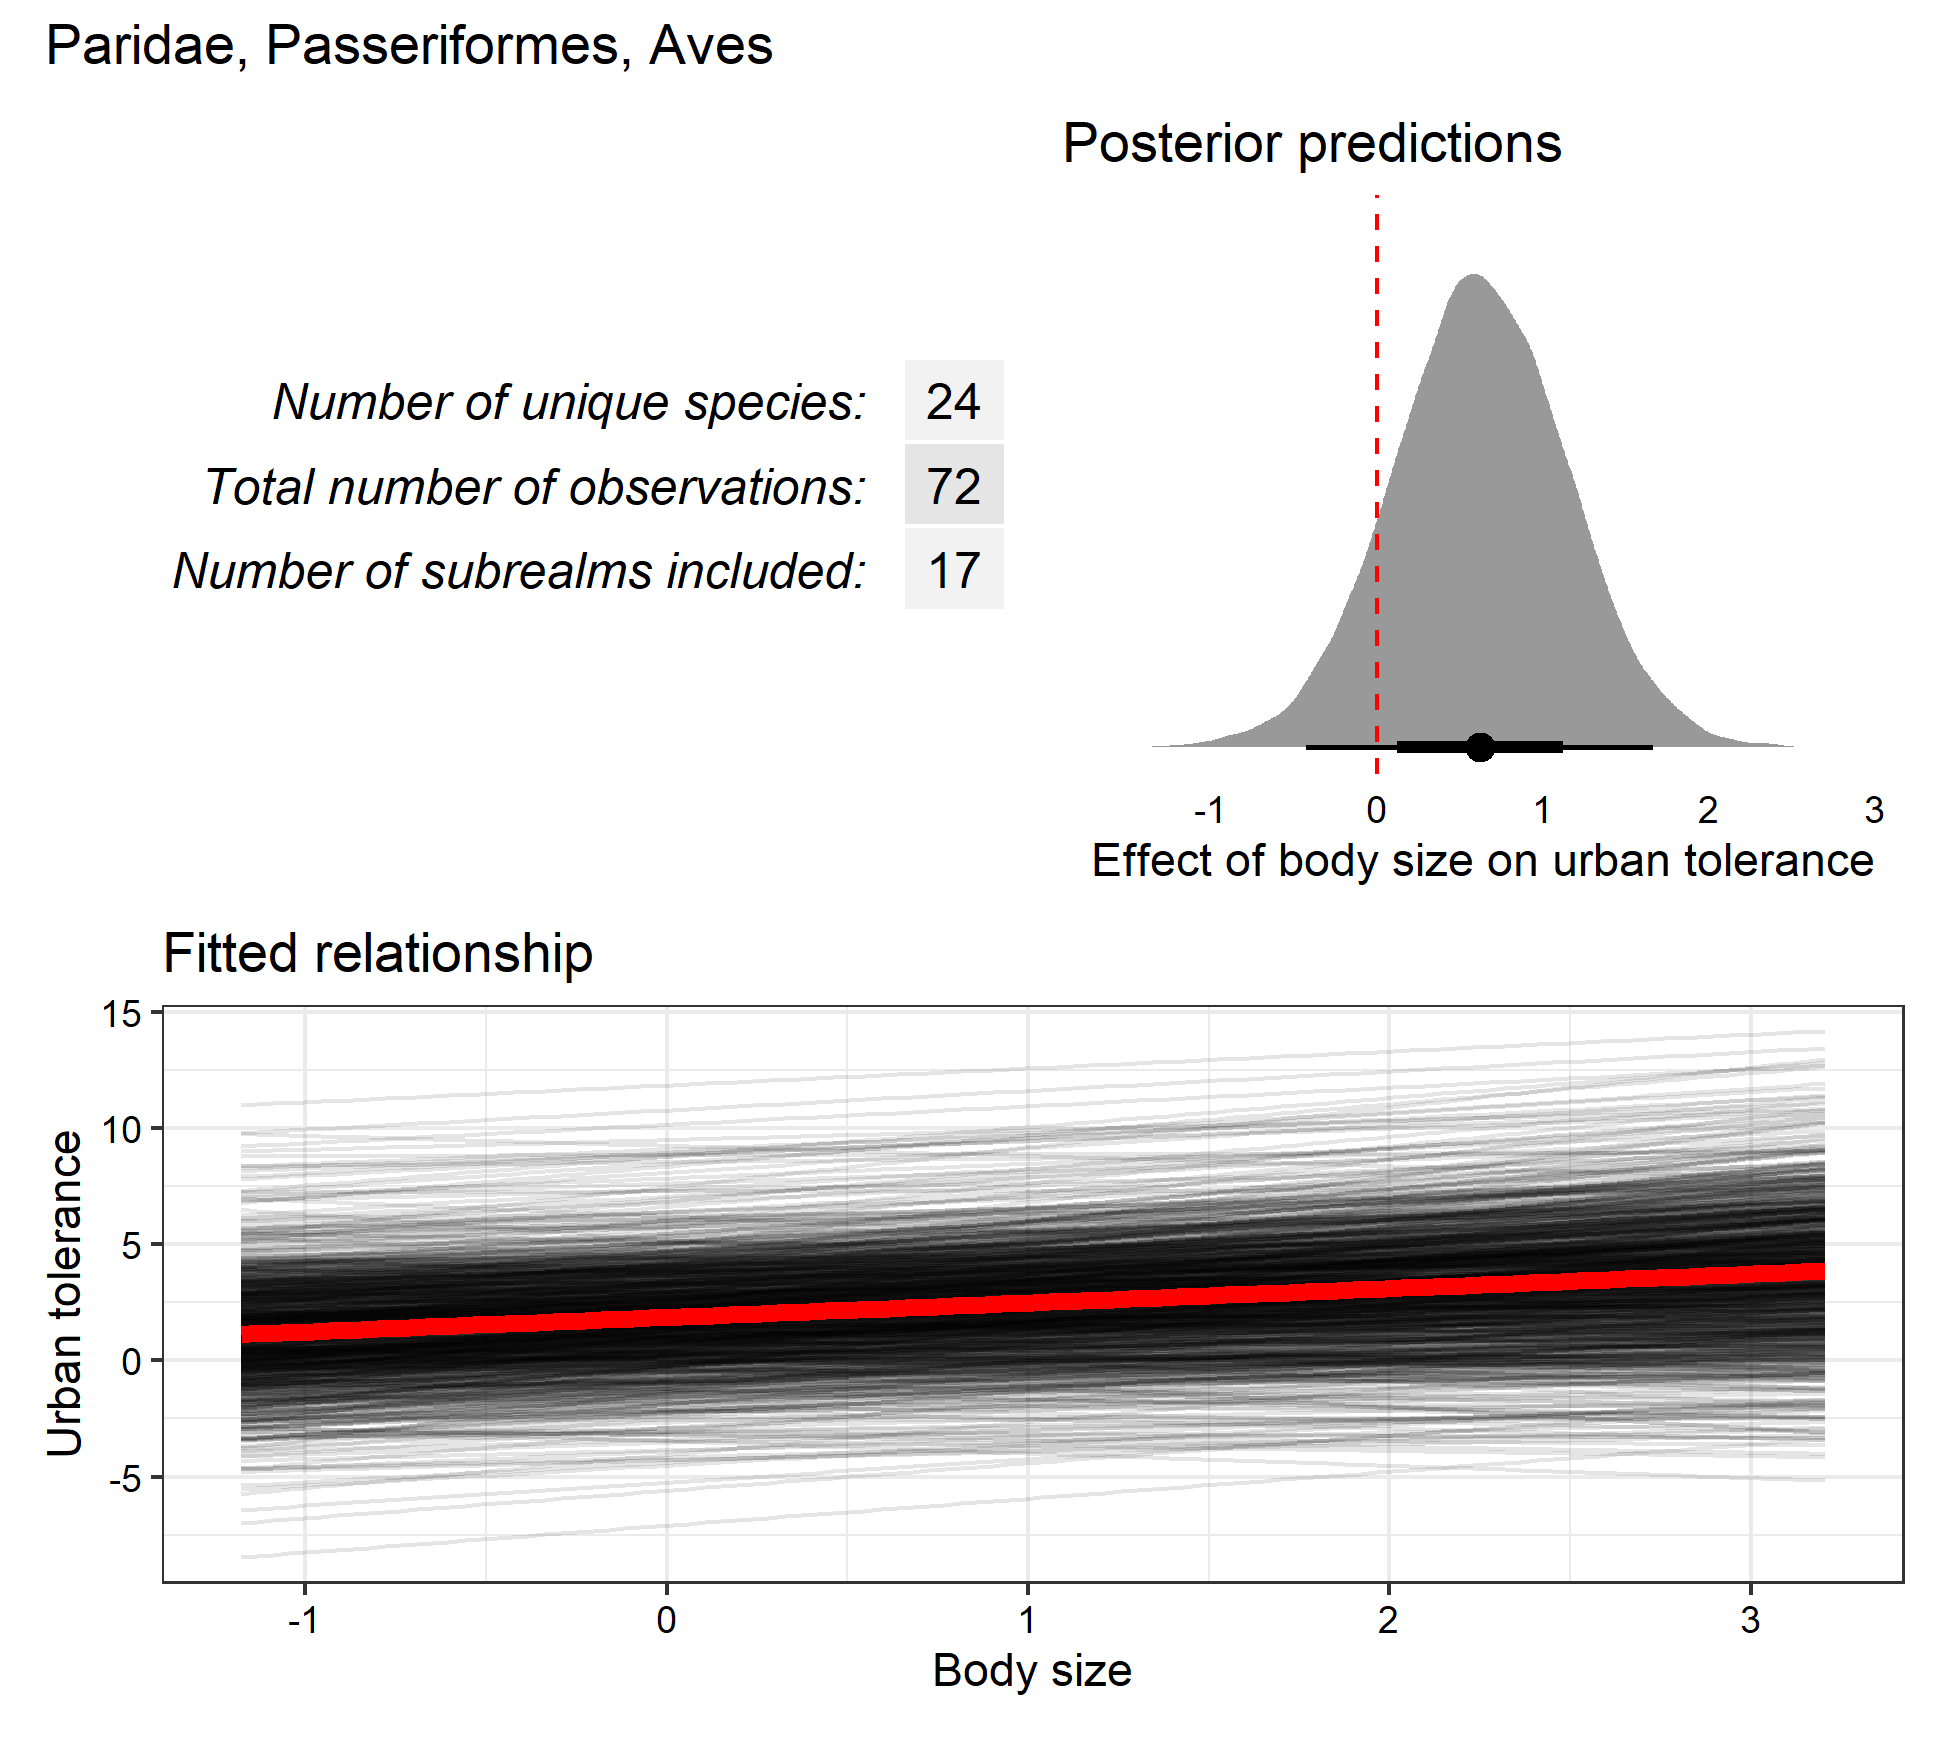 Paridae, Passeriformes, Aves
Posterior predictions
Number of unique species: 24
Total number of observations: 72
Number of subrealms included: 17
-1 0 1 2 3
Effect of body size on urban tolerance
Fitted relationship
15
10
5
0
-5
Urban tolerance
-1 0 1 2 3
Body size